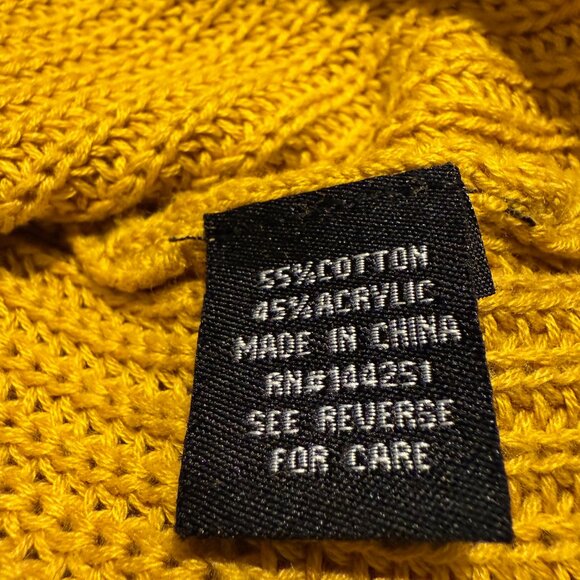 55%COTTON
45%ACRYLIC
MADE IN CHINA
RN#144251
SEE REVERSE
FOR CARE